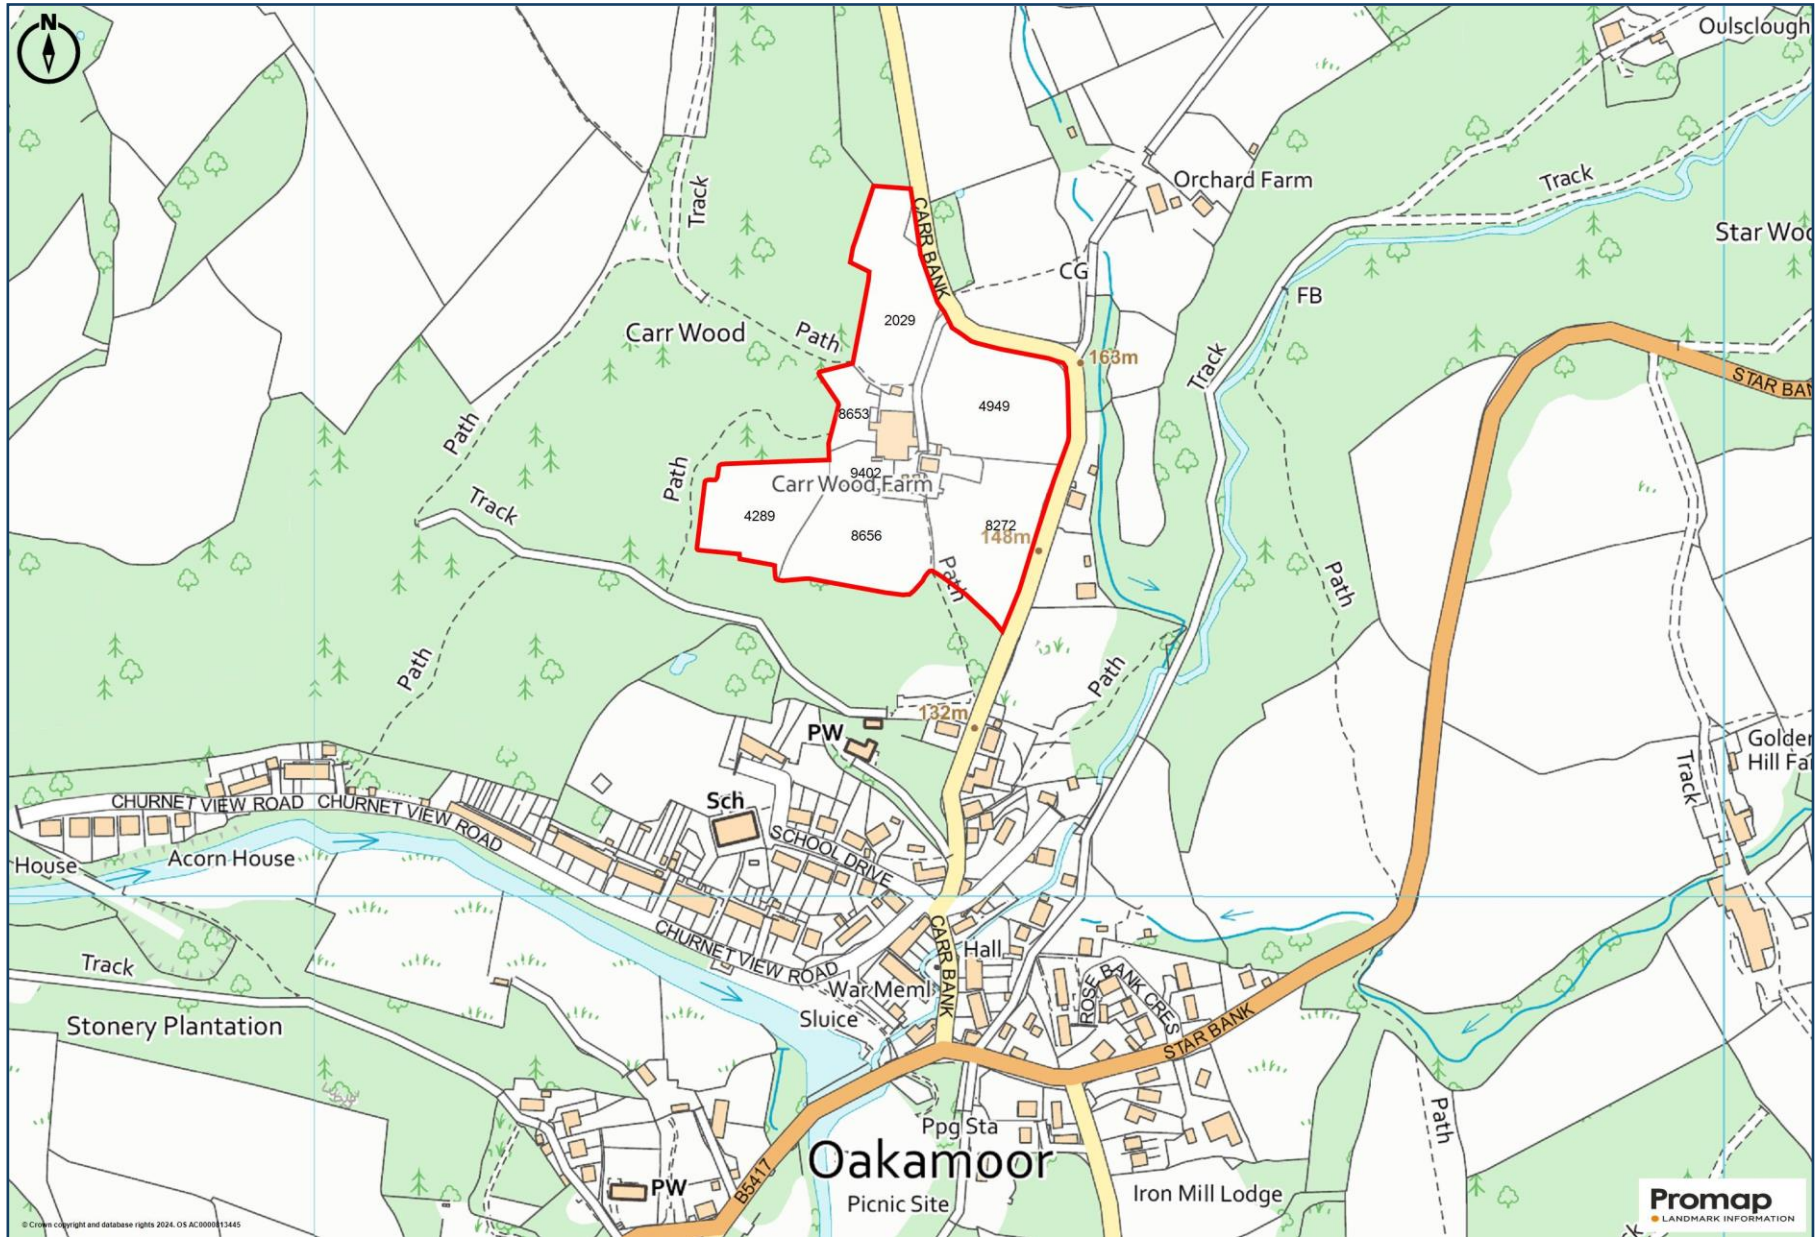 N
Oulsclough
Track
Orchard Farm
Track
Star Woo
CARR BANK
CG
FB
2029
Carr Wood
Path
163m
Track
STAR BAN
8653
4949
Path
Path
9402
Carr Wood Farm
Track
4289
8272
8656
148m
Path
Path
Path
Path
132m
PW
Golden
Hill Fa
Track
CHURNET VIEW ROAD
CHURNET VIEW ROAD
Sch
SCHOOL DRIVE
House
Acorn House
CHURNET VIEW ROAD
CARR BANK
Hall
Track
War Meml
ROSE BANK CRES
Stonery Plantation
Sluice
STAR BANK
Path
Ppg Sta
Oakamoor
B5417
PW
Picnic Site
Iron Mill Lodge
Promap
LANDMARK INFORMATION